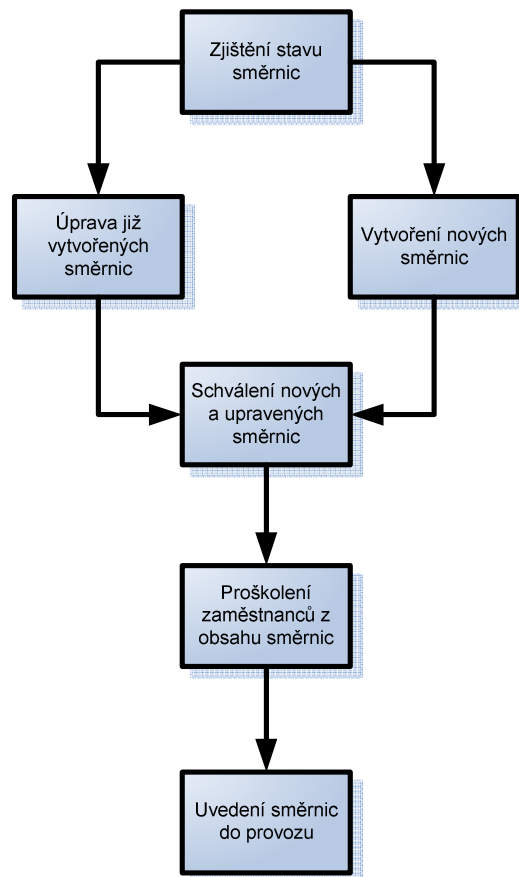 Zjištění stavu
směrnic
Úprava již
vytvořených
směrnic
Vytvoření nových
směrnic
Schválení nových
a upravených
směrnic
Proškolení
zaměstnanců z
obsahu směrnic
Uvedení směrnic
do provozu